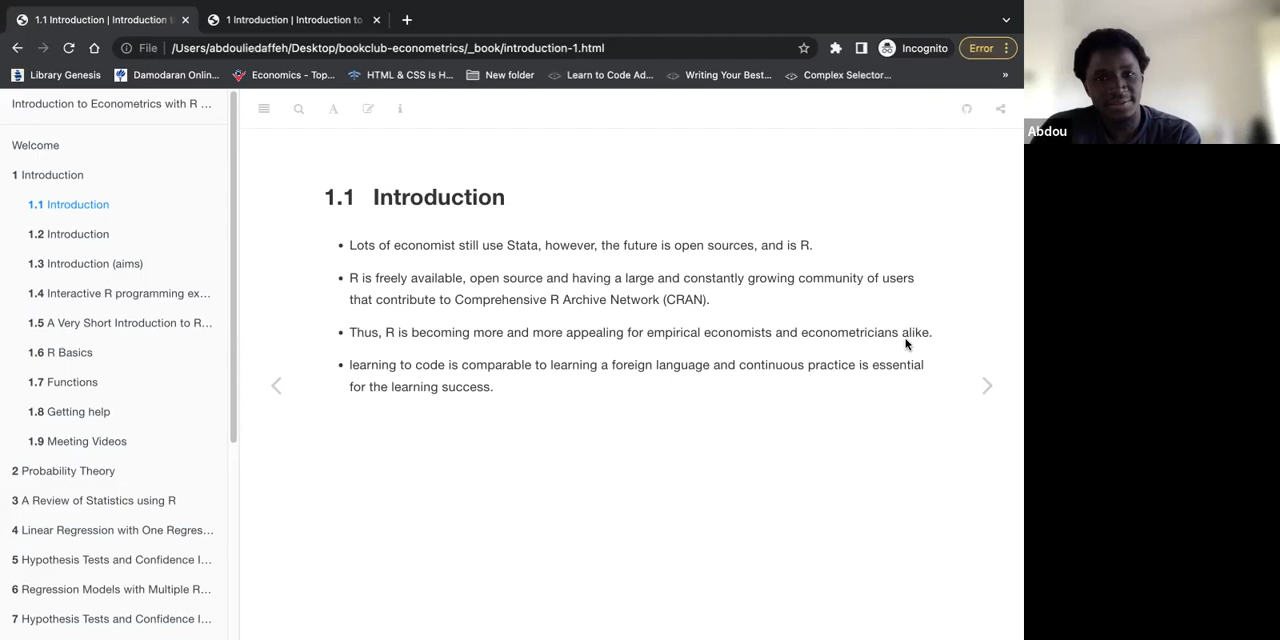 1.1 Introduction | Introduction t
1 Introduction | Introduction to
File
/Users/abdouliedaffeh/Desktop/bookclub-econometrics/_book/introduction-1.html
Incognito
Error
Library Genesis
Damodaran Onlin...
Economics - Top...
HTML & CSS Is H...
New folder
Learn to Code Ad...
Writing Your Best...
Complex Selector...
»
Introduction to Econometrics with R ...
Welcome
1 Introduction
1.1 Introduction
1.2 Introduction
1.3 Introduction (aims)
1.4 Interactive R programming ex...
1.5 A Very Short Introduction to R...
1.6 R Basics
1.7 Functions
1.8 Getting help
1.9 Meeting Videos
2 Probability Theory
3 A Review of Statistics using R
4 Linear Regression with One Regres...
5 Hypothesis Tests and Confidence I...
6 Regression Models with Multiple R...
7 Hypothesis Tests and Confidence I...
1.1 Introduction
• Lots of economist still use Stata, however, the future is open sources, and is R.
• R is freely available, open source and having a large and constantly growing community of users
that contribute to Comprehensive R Archive Network (CRAN).
• Thus, R is becoming more and more appealing for empirical economists and econometricians alike.
• learning to code is comparable to learning a foreign language and continuous practice is essential
for the learning success.
Abdou